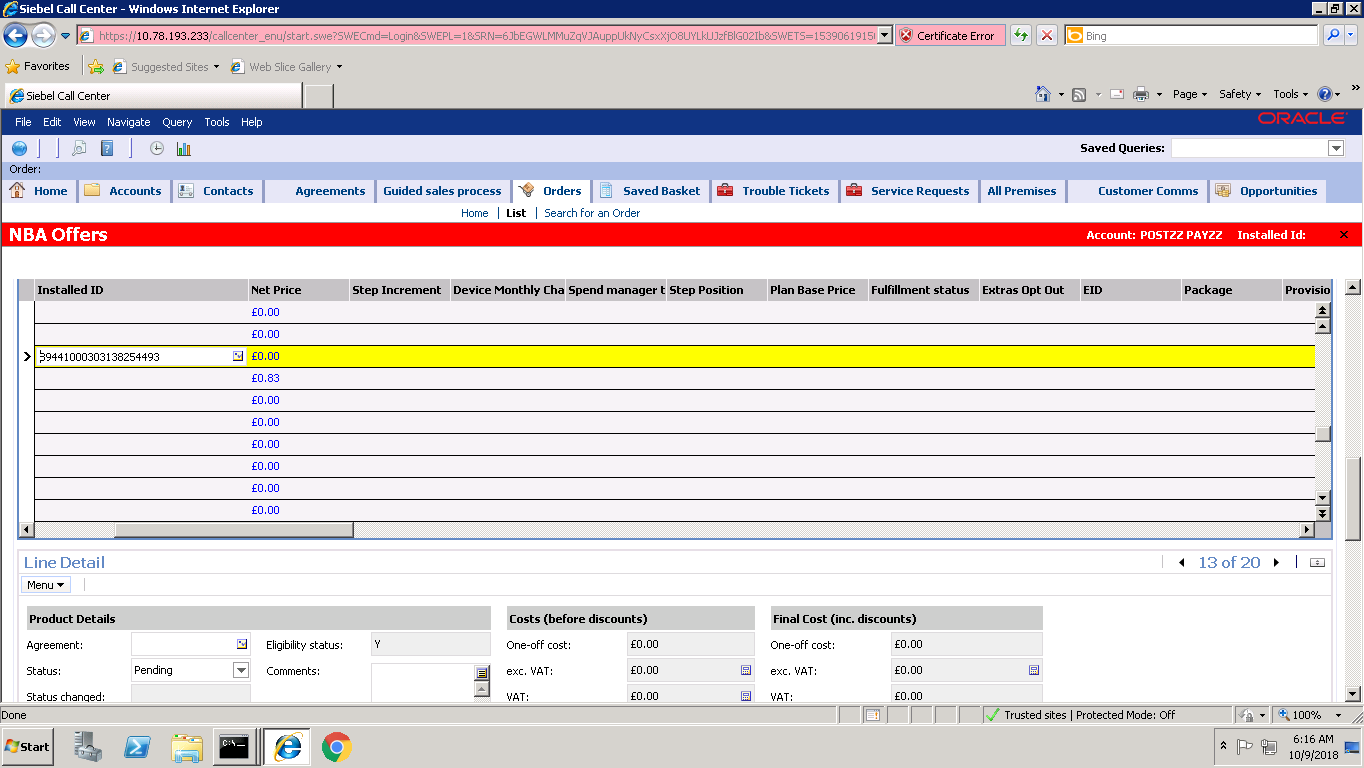 Siebel Call Center - Windows Internet Explorer
https://10.78.193.233/callcenter_enu/start.swe?SWECmd=Login&SWEPL=1&SRN= Certificate Error Bing
Favorites Suggested Sites Web Slice Gallery
Siebel Call Center Page Safety Tools »
File Edit View Navigate Query Tools Help ORACLE
Saved Queries:
Order:
Home Accounts Contacts Agreements Guided sales process Orders Saved Basket Trouble Tickets Service Requests All Premises Customer Comms Opportunities
Home List Search for an Order
NBA Offers Account: POSTZZ PAYZZ Installed Id:
Installed ID Net Price Step Increment Device Monthly Cha Spend manager t Step Position Plan Base Price Fulfillment status Extras Opt Out EID Package Provisio
£0.00
£0.00
89441000303138254493 £0.00
£0.83
£0.00
£0.00
£0.00
£0.00
£0.00
£0.00
Line Detail 13 of 20
Menu
Product Details Costs (before discounts) Final Cost (inc. discounts)
Agreement: Eligibility status: Y One-off cost: £0.00 One-off cost: £0.00
Status: Pending Comments: exc. VAT: £0.00 exc. VAT: £0.00
Status changed: VAT: £0.00 VAT: £0.00
Done Trusted sites | Protected Mode: Off 100%
Start 6:16 AM
10/9/2018